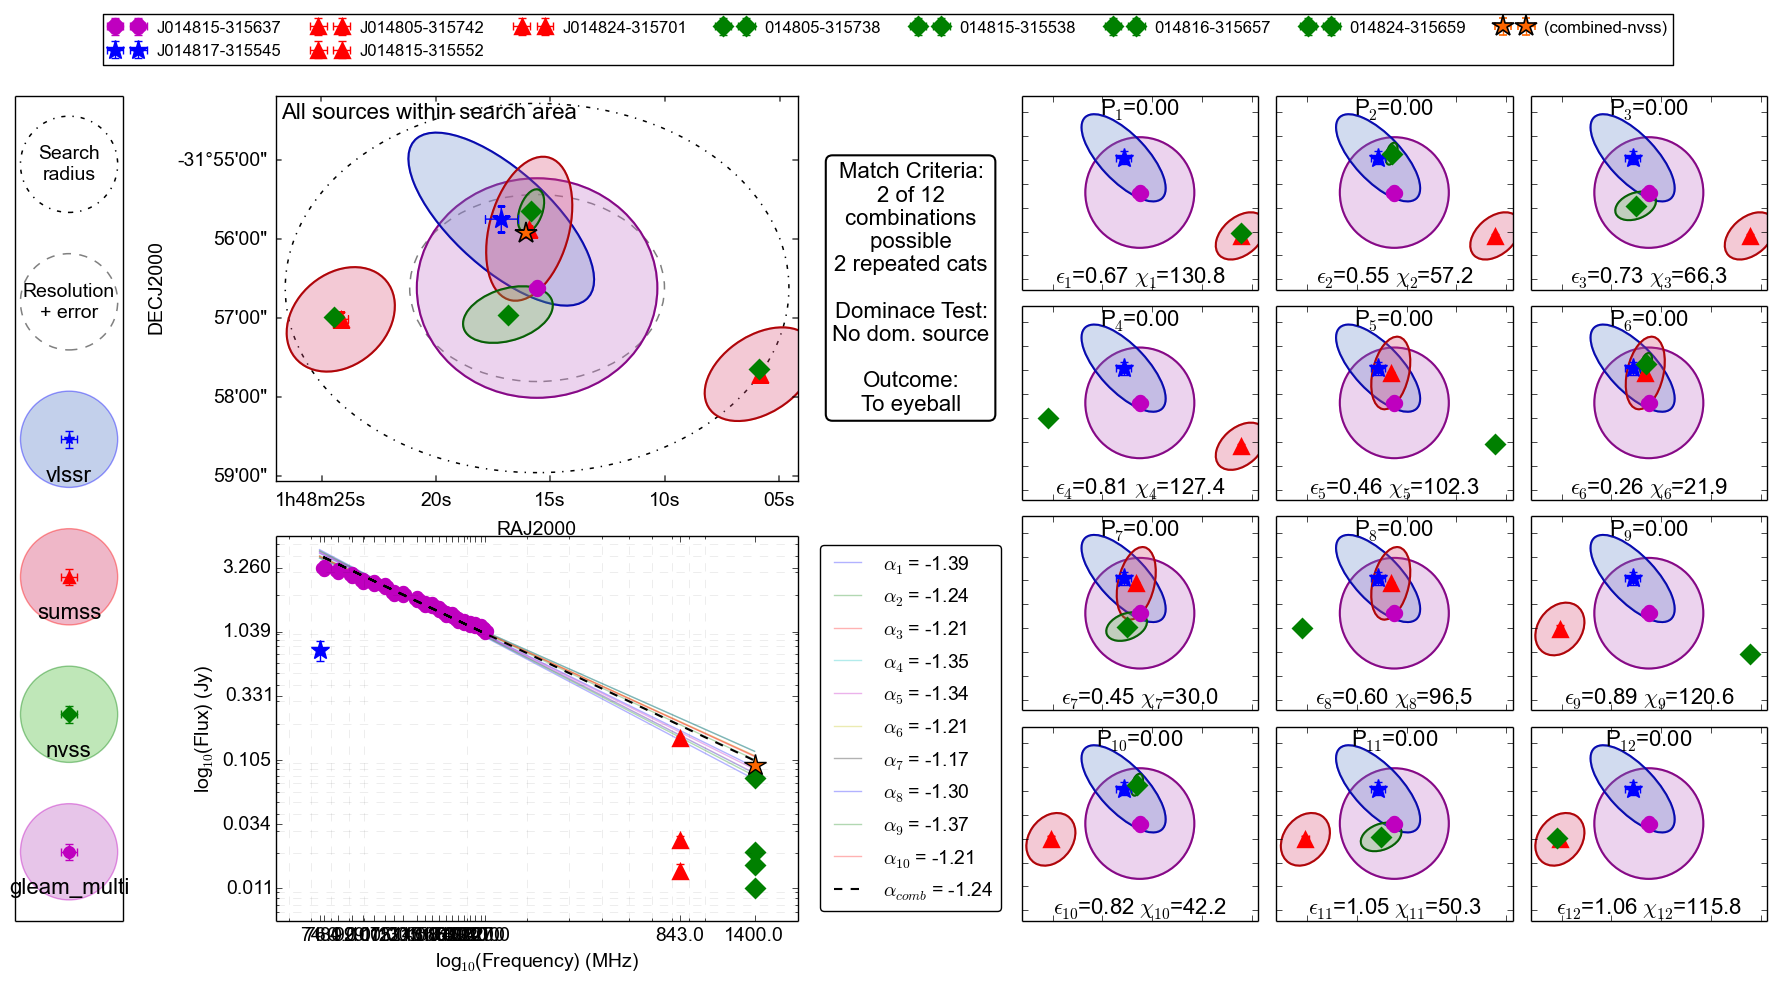 J014815-315637 J014805-315742 J014824-315701 014805-315738 014815-315538 014816-315657 014824-315659 (combined-nvss)
J014817-315545 J014815-315552
Search
radius
Resolution
+ error
vlssr
sumss
nvss
gleam_multi
All sources within search area
DECJ2000
-31°55'00"
56'00"
57'00"
58'00"
59'00"
1h48m25s 20s 15s 10s 05s
RAJ2000
Match Criteria:
2 of 12
combinations
possible
2 repeated cats
Dominace Test:
No dom. source
Outcome:
To eyeball
log10(Flux) (Jy)
3.260
1.039
0.331
0.105
0.034
0.011
843.0 1400.0
log10(Frequency) (MHz)
α1 = -1.39
α2 = -1.24
α3 = -1.21
α4 = -1.35
α5 = -1.34
α6 = -1.21
α7 = -1.17
α8 = -1.30
α9 = -1.37
α10 = -1.21
αcomb = -1.24
P1=0.00 P2=0.00 P3=0.00
ϵ1=0.67 χ1=130.8 ϵ2=0.55 χ2=57.2 ϵ3=0.73 χ3=66.3
P4=0.00 P5=0.00 P6=0.00
ϵ4=0.81 χ4=127.4 ϵ5=0.46 χ5=102.3 ϵ6=0.26 χ6=21.9
P7=0.00 P8=0.00 P9=0.00
ϵ7=0.45 χ7=30.0 ϵ8=0.60 χ8=96.5 ϵ9=0.89 χ9=120.6
P10=0.00 P11=0.00 P12=0.00
ϵ10=0.82 χ10=42.2 ϵ11=1.05 χ11=50.3 ϵ12=1.06 χ12=115.8